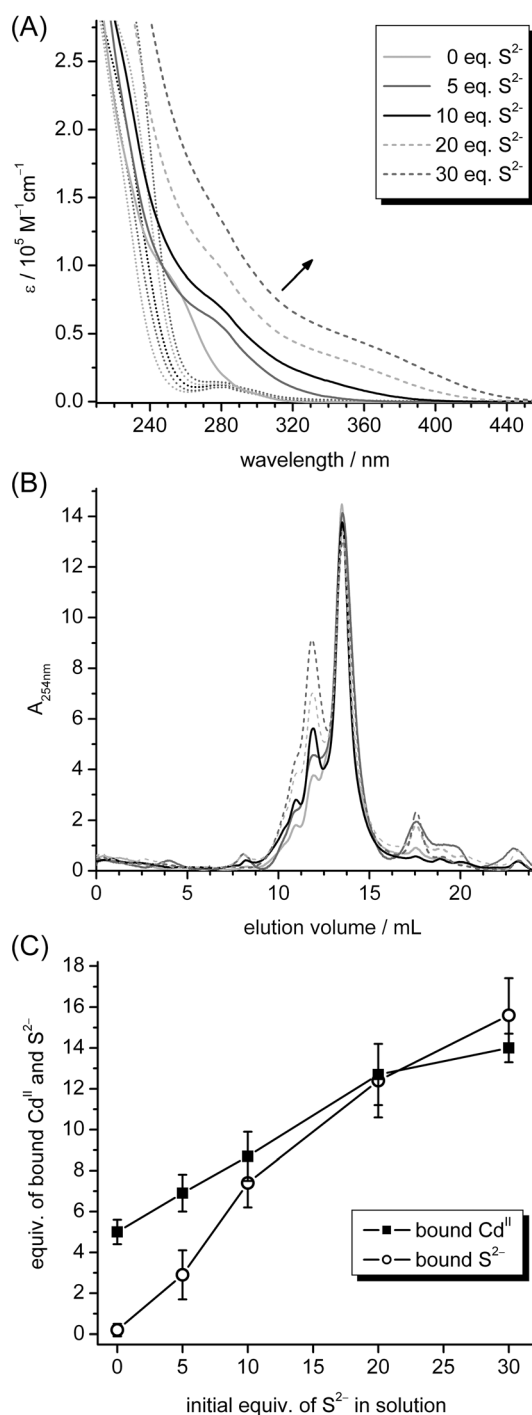 (A)
2.5
2.0
1.5
1.0
0.5
0.0
ε / 10⁵ M⁻¹cm⁻¹
0 eq. S²⁻
5 eq. S²⁻
10 eq. S²⁻
20 eq. S²⁻
30 eq. S²⁻
240 280 320 360 400 440
wavelength / nm
(B)
14
12
10
8
6
4
2
0
A254nm
0 5 10 15 20
elution volume / mL
(C)
18
16
14
12
10
8
6
4
2
0
equiv. of bound Cdᴵᴵ and S²⁻
bound Cdᴵᴵ
bound S²⁻
0 5 10 15 20 25 30
initial equiv. of S²⁻ in solution